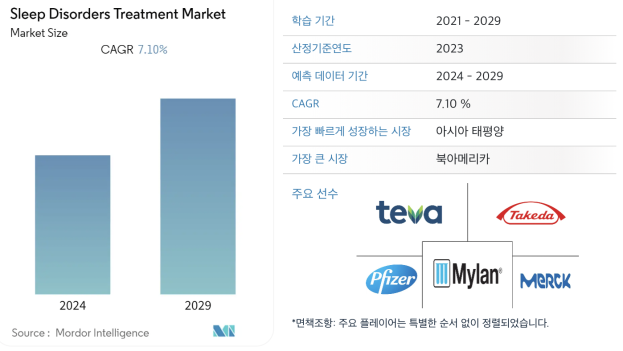 Sleep Disorders Treatment Market
Market Size
CAGR 7.10%
2024
2029
Source : Mordor Intelligence
학습 기간 2021 - 2029
산정기준연도 2023
예측 데이터 기간 2024 - 2029
CAGR 7.10 %
가장 빠르게 성장하는 시장 아시아 태평양
가장 큰 시장 북아메리카
주요 선수
teva
Takeda
Pfizer
Mylan®
MERCK
*면책조항: 주요 플레이어는 특별한 순서 없이 정렬되었습니다.